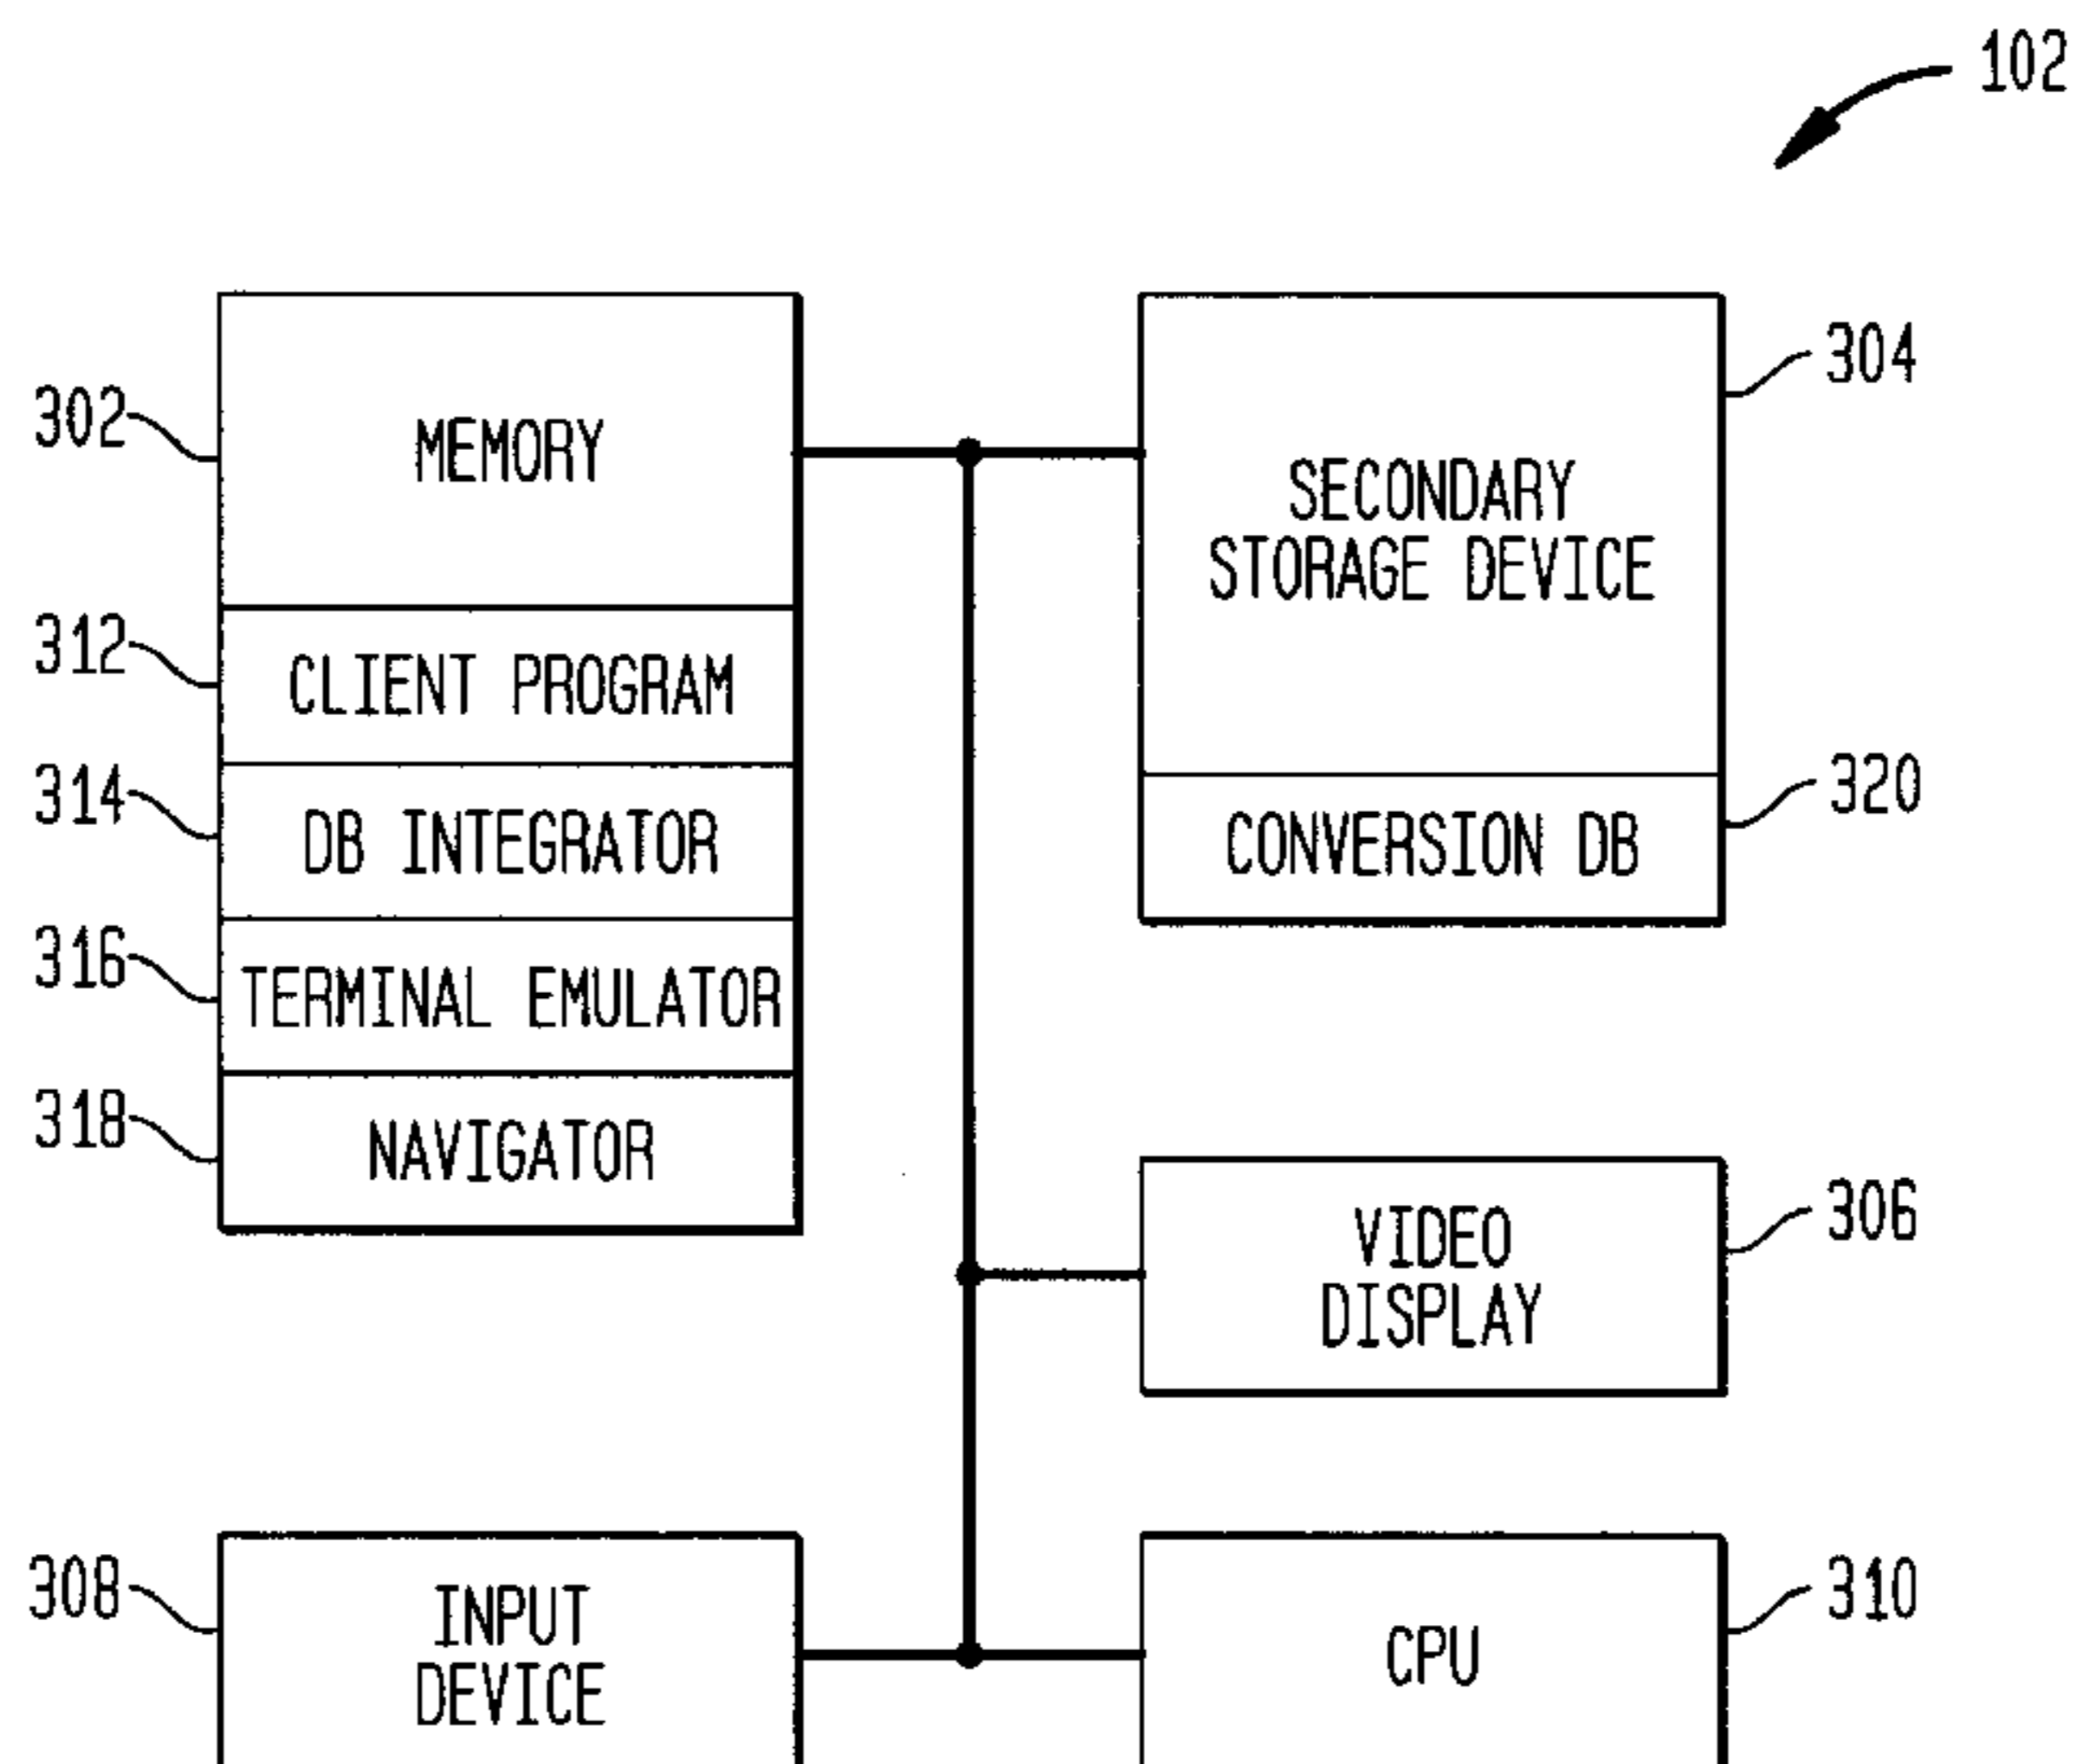 102
302
MEMORY
304
SECONDARY
STORAGE DEVICE
312
CLIENT PROGRAM
314
DB INTEGRATOR
320
CONVERSION DB
316
TERMINAL EMULATOR
318
NAVIGATOR
306
VIDEO
DISPLAY
308
INPUT
DEVICE
310
CPU